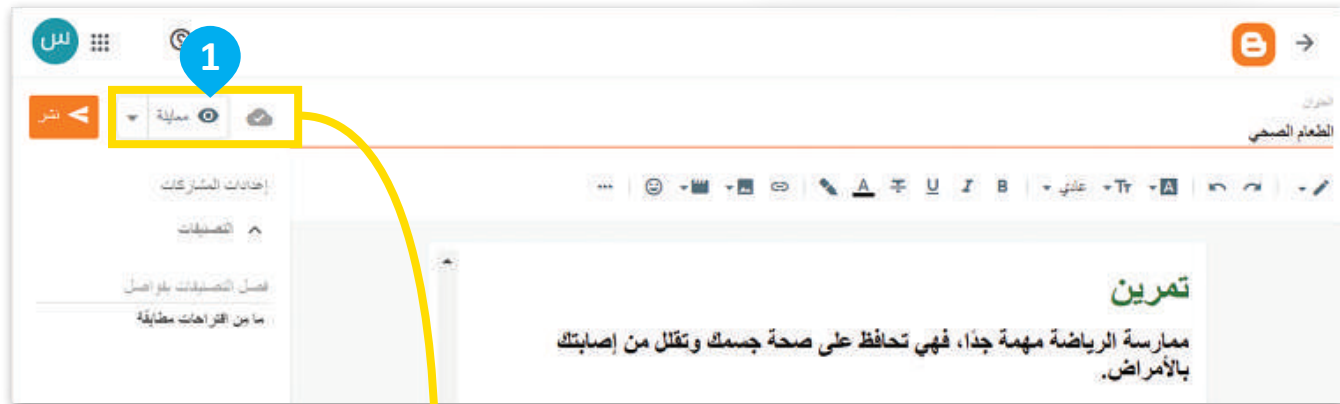 س
1
العنوان
الطعام الصحي
معاينة
نشر
عادي
B I U
إعدادات المشاركات
التصنيفات
فصل التصنيفات بفواصل
ما من اقتراحات مطابقة
تمرين
ممارسة الرياضة مهمة جدًا، فهي تحافظ على صحة جسمك وتقلل من إصابتك
بالأمراض.